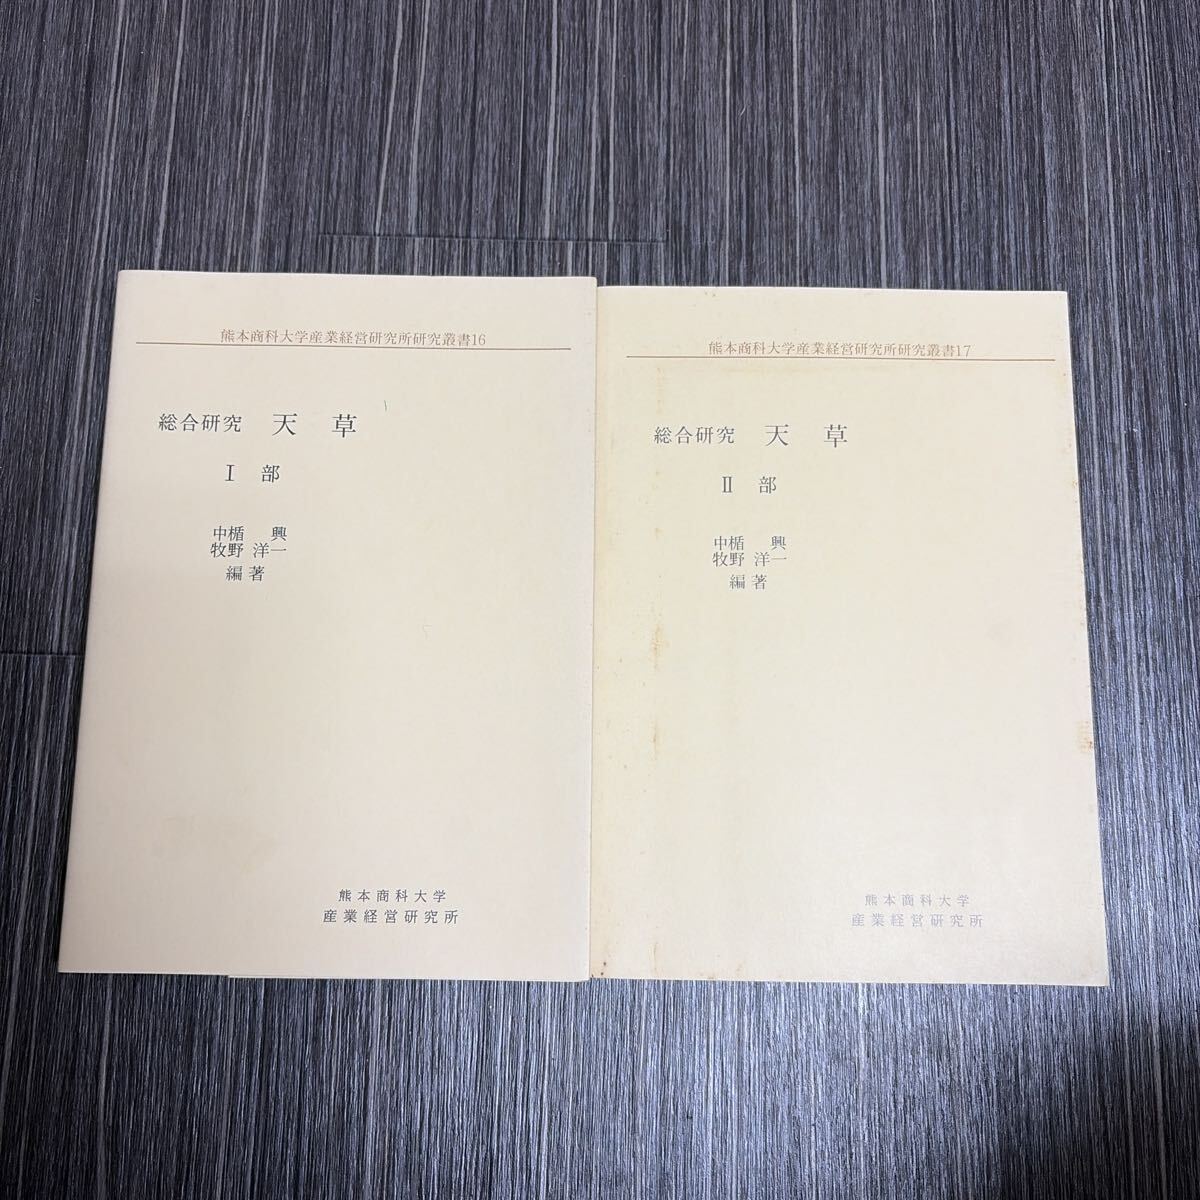 熊本商科大学産業経営研究所研究叢書16
総合研究 天草
Ⅰ 部
中楯 興
牧野 洋一
編著
熊本商科大学
産業経営研究所
熊本商科大学産業経営研究所研究叢書17
総合研究 天草
Ⅱ 部
中楯 興
牧野 洋一
編著
熊本商科大学
産業経営研究所